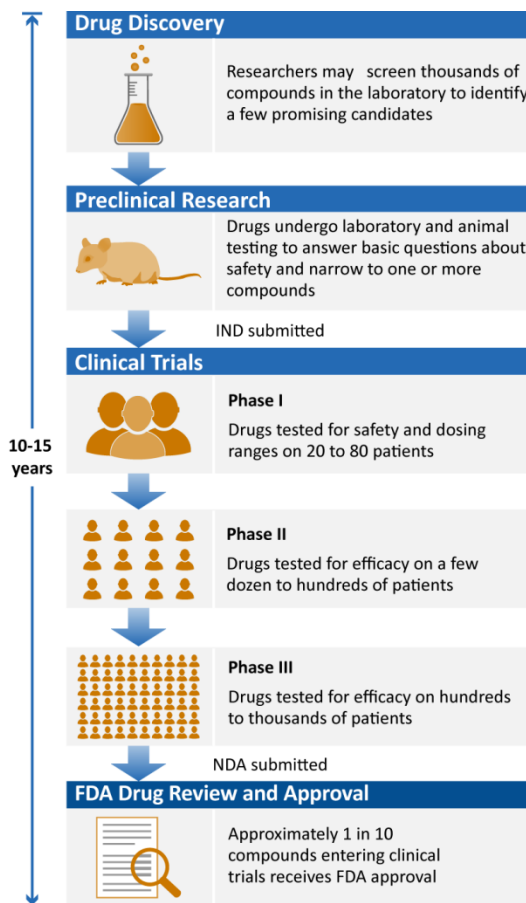 Drug Discovery
Researchers may screen thousands of
compounds in the laboratory to identify
a few promising candidates
Preclinical Research
Drugs undergo laboratory and animal
testing to answer basic questions about
safety and narrow to one or more
compounds
IND submitted
Clinical Trials
Phase I
Drugs tested for safety and dosing
ranges on 20 to 80 patients
10-15
years
Phase II
Drugs tested for efficacy on a few
dozen to hundreds of patients
Phase III
Drugs tested for efficacy on hundreds
to thousands of patients
NDA submitted
FDA Drug Review and Approval
Approximately 1 in 10
compounds entering clinical
trials receives FDA approval